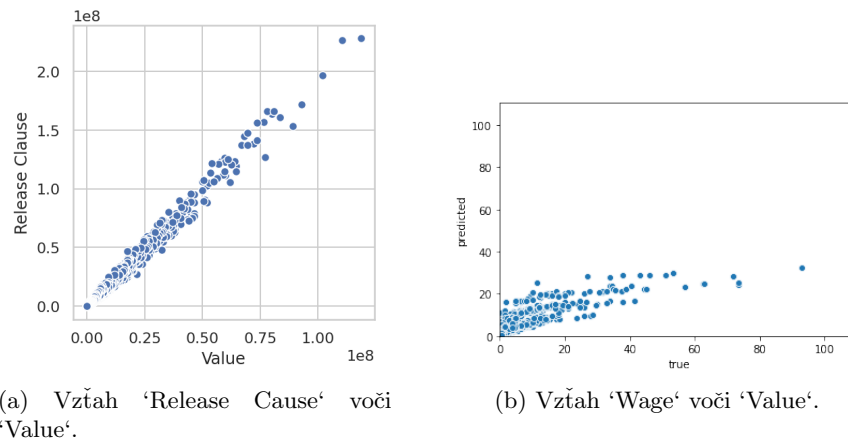 1e8
2.0
1.5
1.0
0.5
0.0
Release Clause
0.00 0.25 0.50 0.75 1.00
Value
1e8
100
80
60
40
20
0
predicted
0 20 40 60 80 100
true
(a) Vzťah ‘Release Cause‘ voči
‘Value‘.
(b) Vzťah ‘Wage‘ voči ‘Value‘.